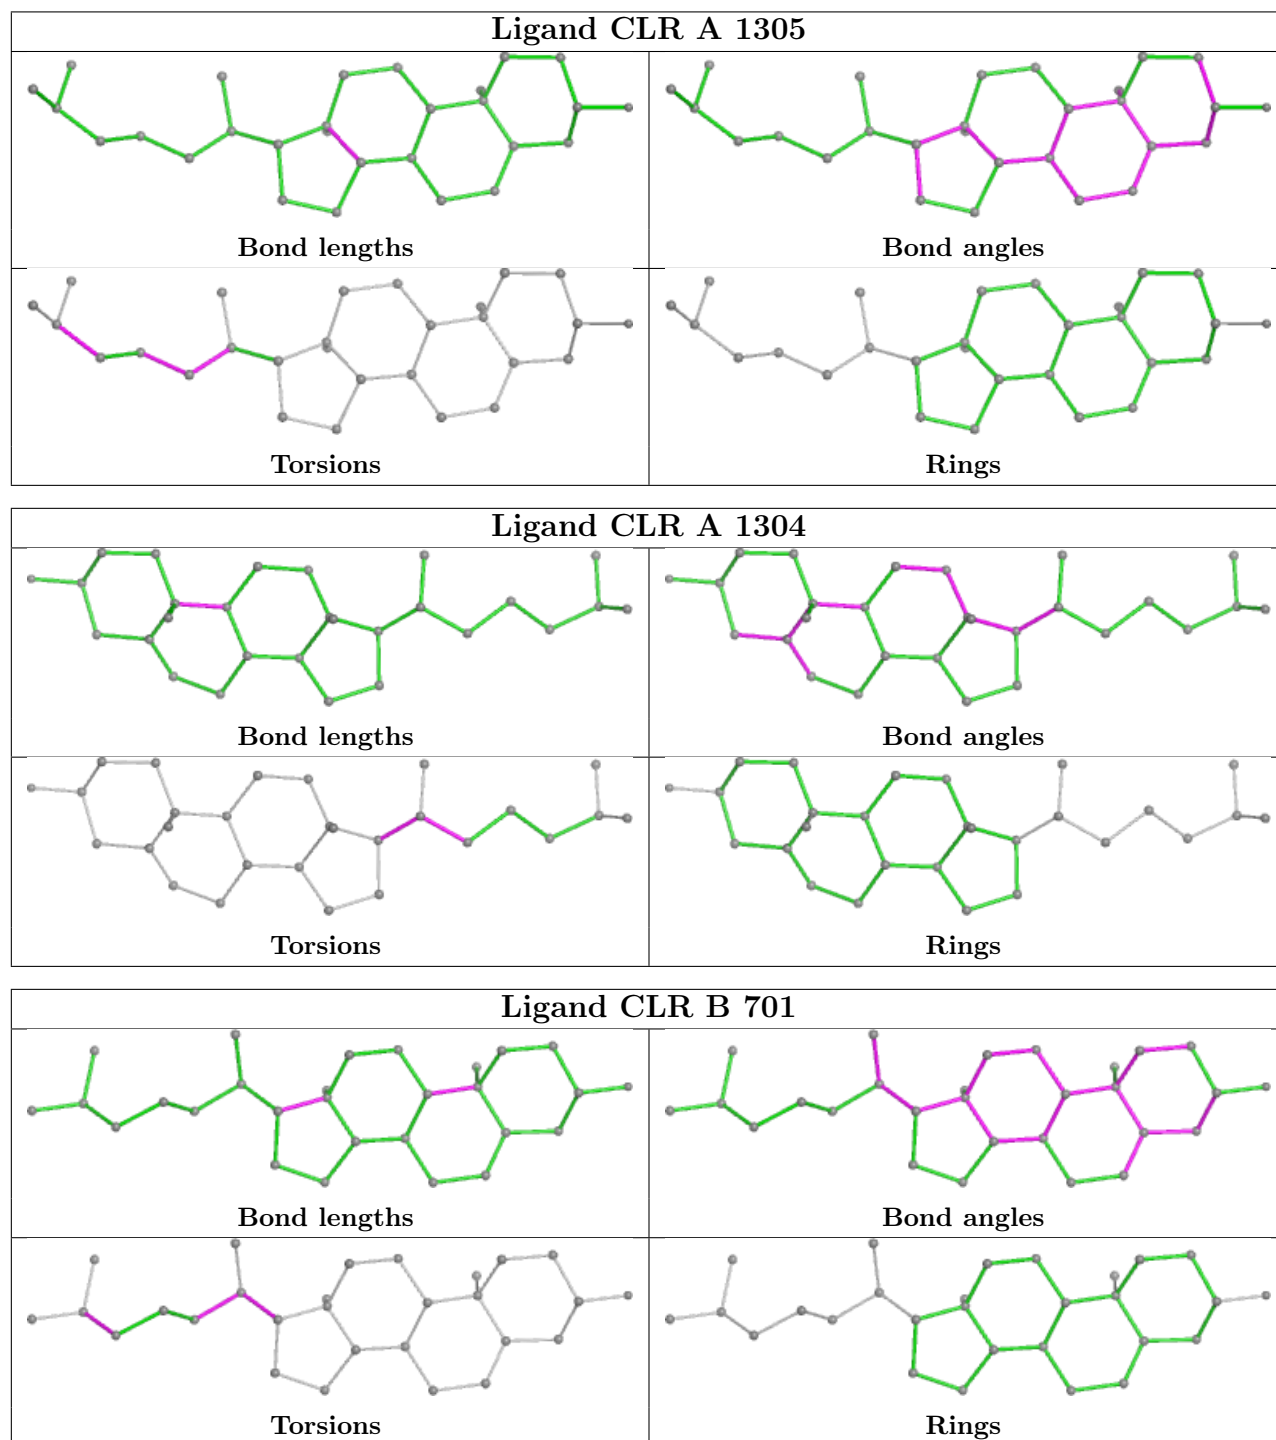 Ligand CLR A 1305
Bond lengths
Bond angles
Torsions
Rings
Ligand CLR A 1304
Bond lengths
Bond angles
Torsions
Rings
Ligand CLR B 701
Bond lengths
Bond angles
Torsions
Rings